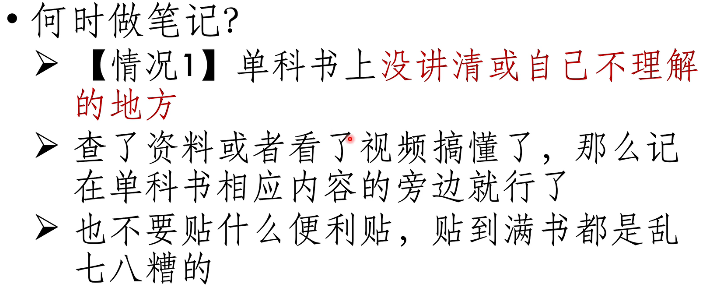 • 何时做笔记?
➢ 【情况1】单科书上没讲清或自己不理解
的地方
➢ 查了资料或者看了视频搞懂了，那么记
在单科书相应内容的旁边就行了
➢ 也不要贴什么便利贴，贴到满书都是乱
七八糟的